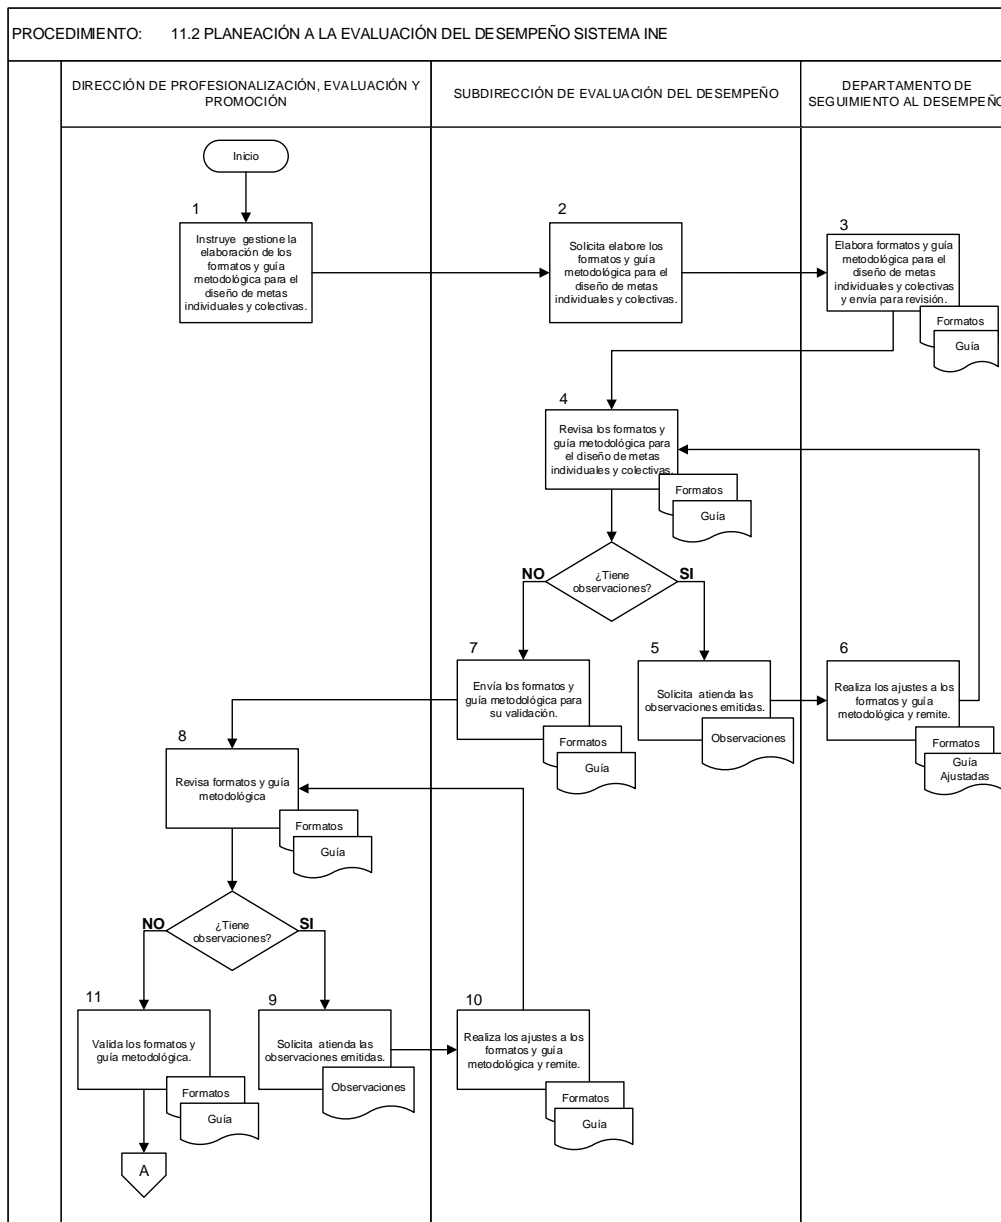 PROCEDIMIENTO: 11.2 PLANEACIÓN A LA EVALUACIÓN DEL DESEMPEÑO SISTEMA INE
DIRECCIÓN DE PROFESIONALIZACIÓN, EVALUACIÓN Y
PROMOCIÓN
SUBDIRECCIÓN DE EVALUACIÓN DEL DESEMPEÑO
DEPARTAMENTO DE
SEGUIMIENTO AL DESEMPEÑO
Inicio
1
Instruye gestione la
elaboración de los
formatos y guía
metodológica para el
diseño de metas
individuales y colectivas.
2
Solicita elabore los
formatos y guía
metodológica para el
diseño de metas
individuales y colectivas.
3
Elabora formatos y guía
metodológica para el
diseño de metas
individuales y colectivas
y envía para revisión.
Formatos
Guía
4
Revisa los formatos y
guía metodológica para
el diseño de metas
individuales y colectivas.
Formatos
Guía
¿Tiene
observaciones?
NO
SI
7
Envía los formatos y
guía metodológica para
su validación.
Formatos
Guía
5
Solicita atienda las
observaciones emitidas.
Observaciones
6
Realiza los ajustes a los
formatos y guía
metodológica y remite.
Formatos
Guía
Ajustadas
8
Revisa formatos y guía
metodológica
Formatos
Guía
¿Tiene
observaciones?
NO
SI
11
Valida los formatos y
guía metodológica.
Formatos
Guía
9
Solicita atienda las
observaciones emitidas.
Observaciones
10
Realiza los ajustes a los
formatos y guía
metodológica y remite.
Formatos
Guía
A